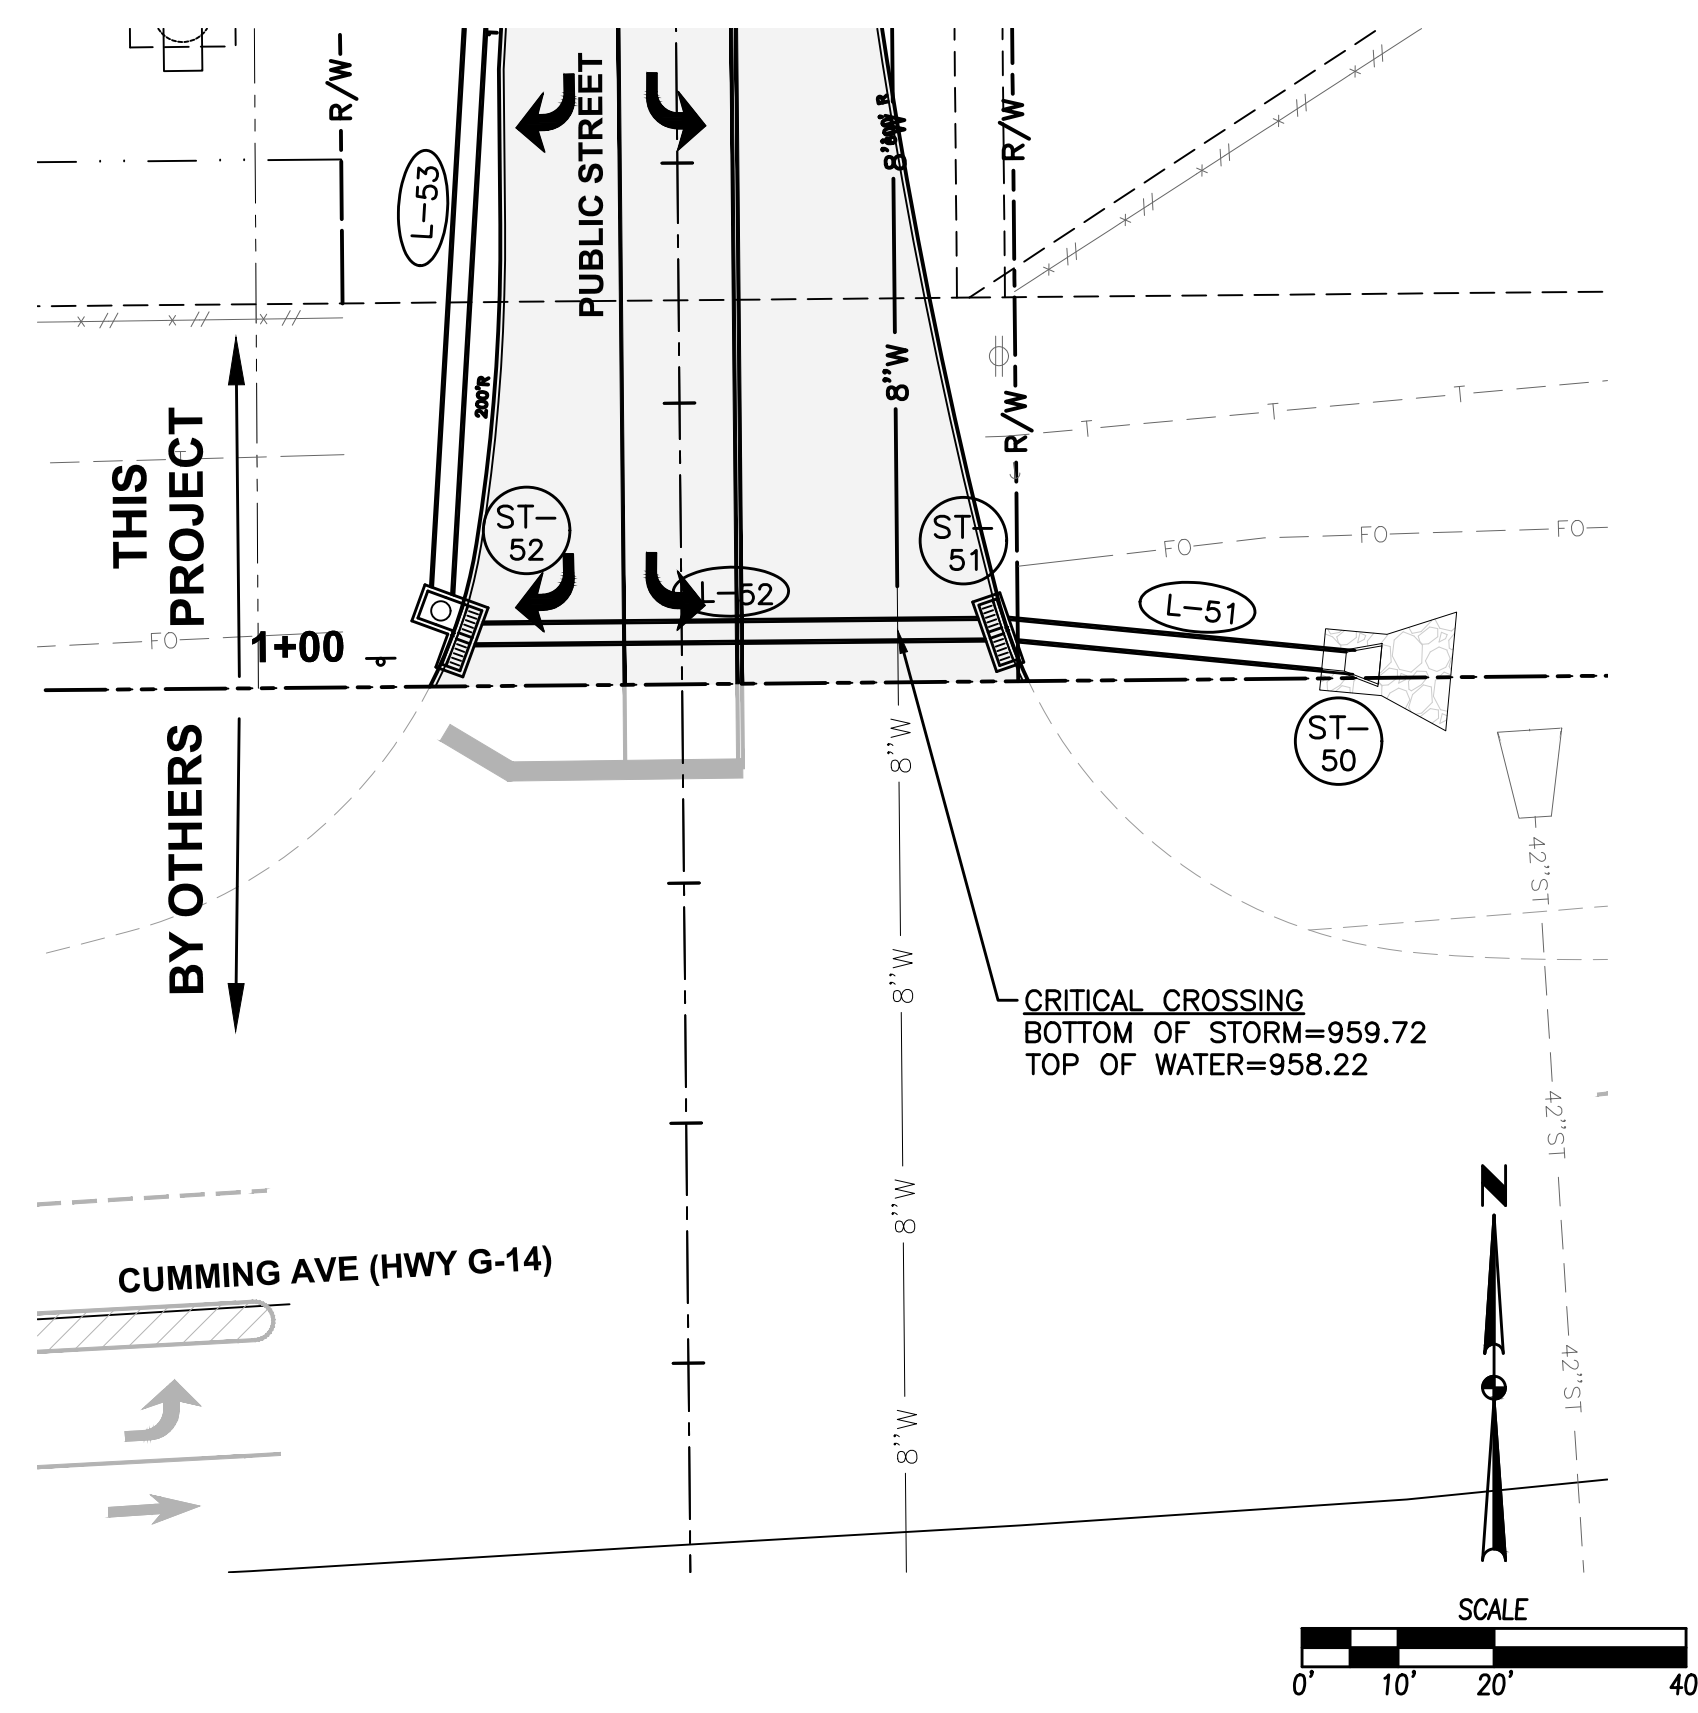 R/W
PUBLIC STREET
100' R
8"W
R/W
L-53
8"W
200'R
R/W
T
T
T
THIS
PROJECT
T
ST-
52
ST-
51
FO
FO
FO
L-52
L-51
FO
1+00
ST-
50
8"W
BY OTHERS
42"ST
8"W
CRITICAL CROSSING
BOTTOM OF STORM=959.72
TOP OF WATER=958.22
42"ST
8"W
N
CUMMING AVE (HWY G-14)
42"ST
8"W
SCALE
0'
10'
20'
40